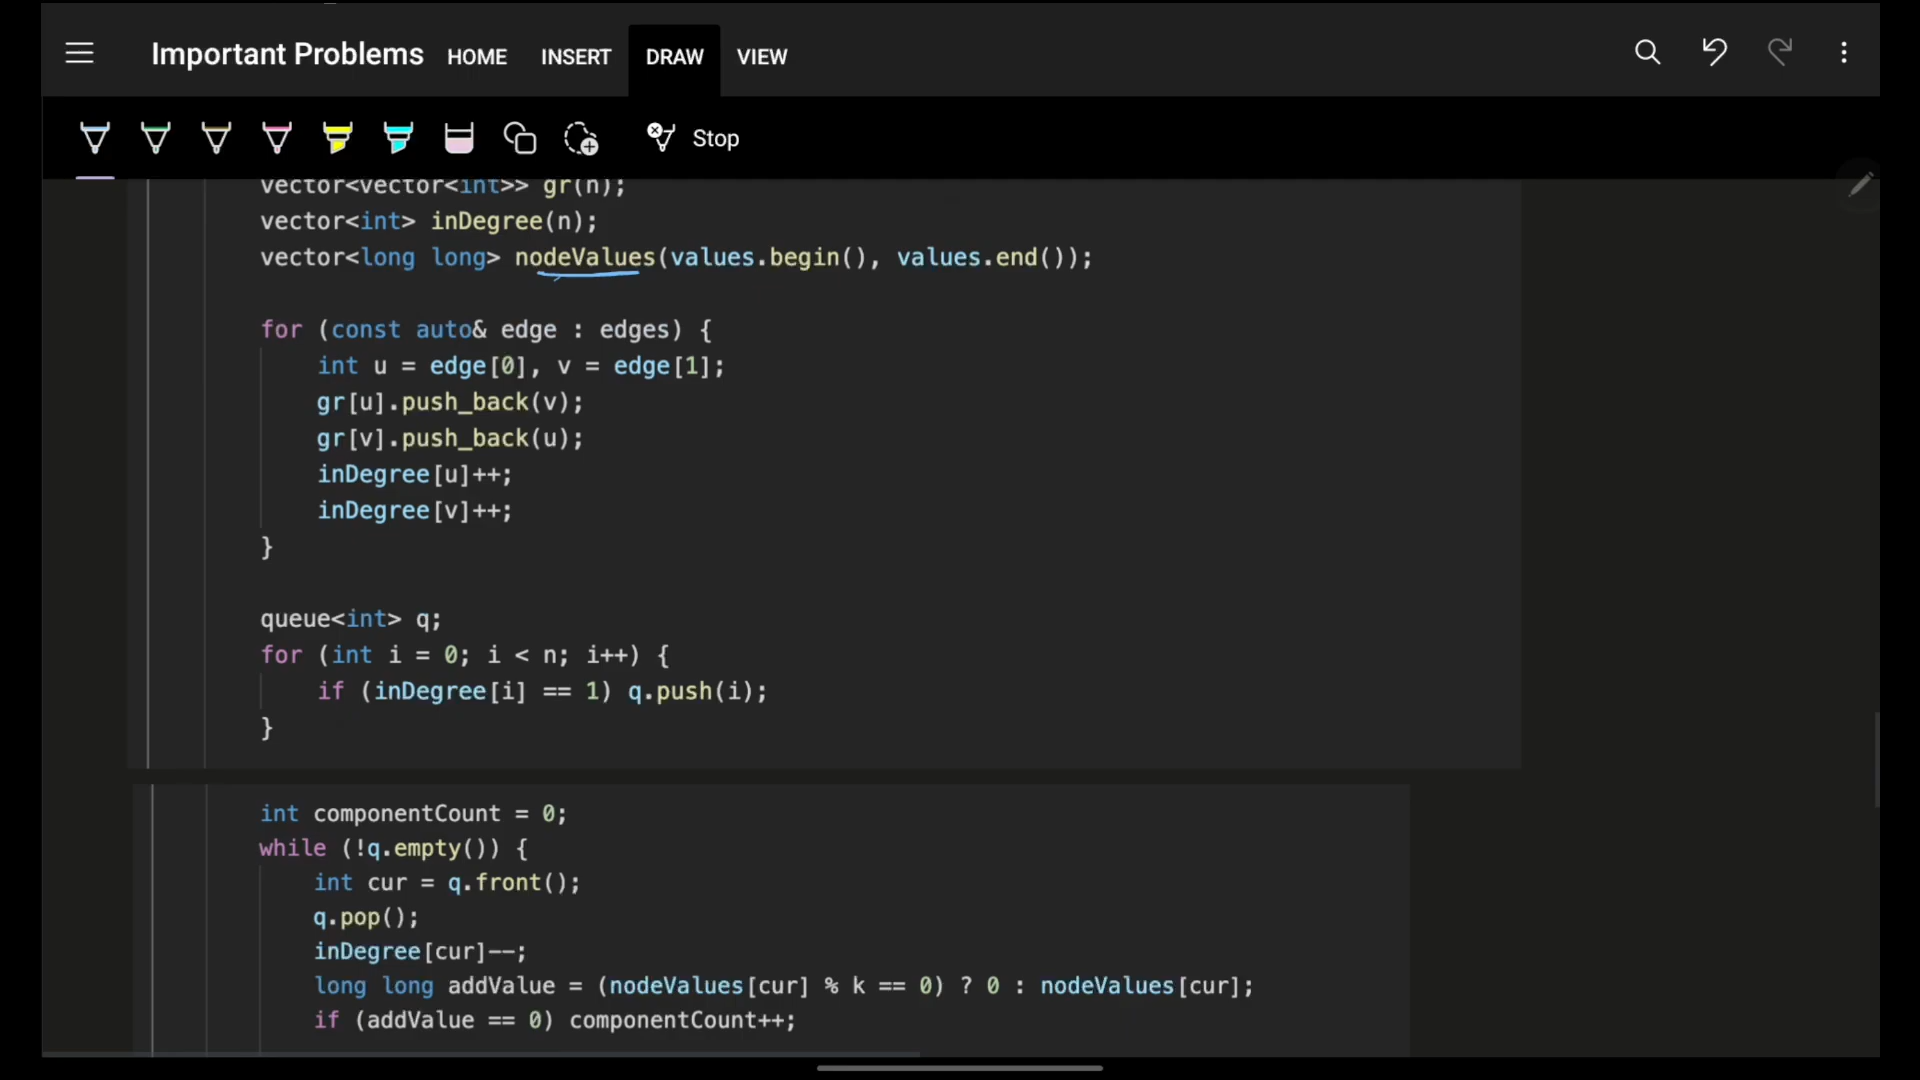 Important Problems HOME INSERT DRAW VIEW
Stop
vector<vector<int>> gr(n);
vector<int> inDegree(n);
vector<long long> nodeValues(values.begin(), values.end());
for (const auto& edge : edges) {
int u = edge[0], v = edge[1];
gr[u].push_back(v);
gr[v].push_back(u);
inDegree[u]++;
inDegree[v]++;
}
queue<int> q;
for (int i = 0; i < n; i++) {
if (inDegree[i] == 1) q.push(i);
}
int componentCount = 0;
while (!q.empty()) {
int cur = q.front();
q.pop();
inDegree[cur]--;
long long addValue = (nodeValues[cur] % k == 0) ? 0 : nodeValues[cur];
if (addValue == 0) componentCount++;